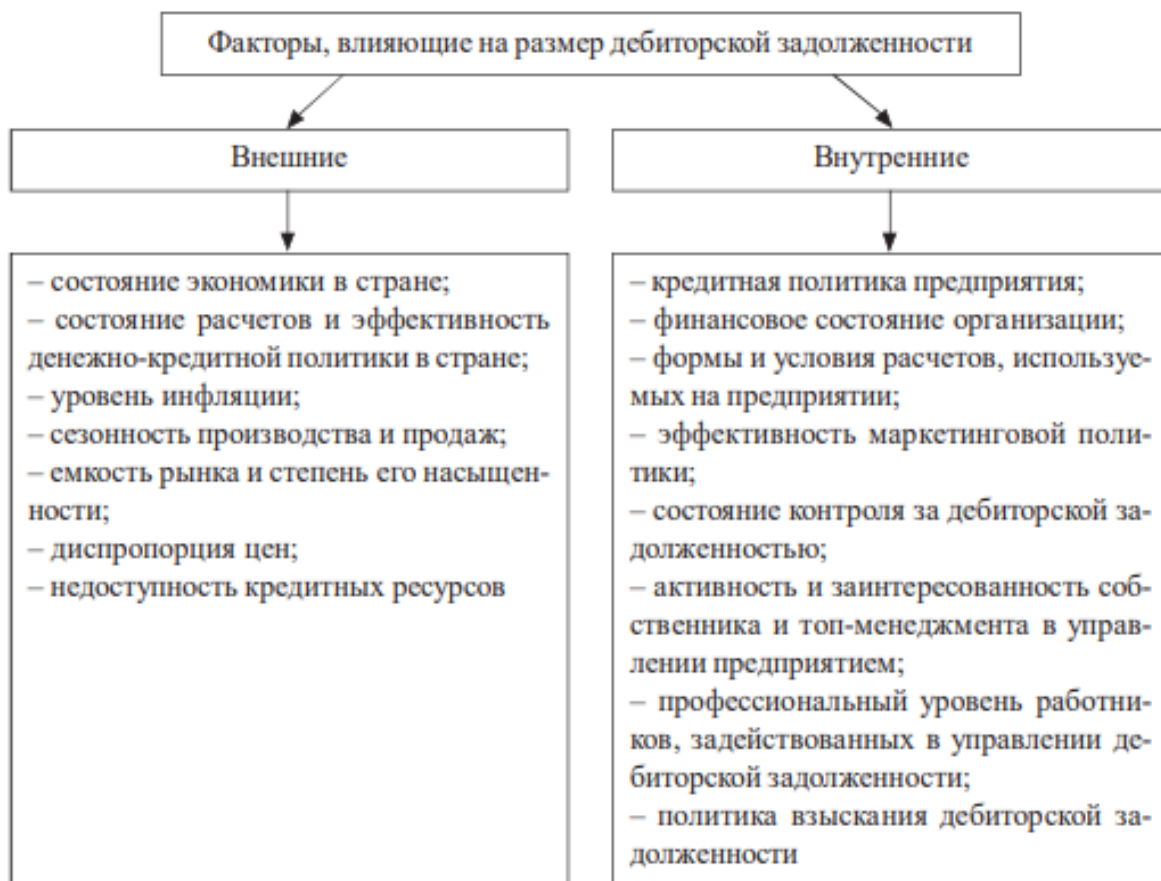 Факторы, влияющие на размер дебиторской задолженности
Внешние
– состояние экономики в стране;
– состояние расчетов и эффективность
денежно-кредитной политики в стране;
– уровень инфляции;
– сезонность производства и продаж;
– емкость рынка и степень его насыщен-
ности;
– диспропорция цен;
– недоступность кредитных ресурсов
Внутренние
– кредитная политика предприятия;
– финансовое состояние организации;
– формы и условия расчетов, используе-
мых на предприятии;
– эффективность маркетинговой поли-
тики;
– состояние контроля за дебиторской за-
долженностью;
– активность и заинтересованность соб-
ственника и топ-менеджмента в управ-
лении предприятием;
– профессиональный уровень работни-
ков, задействованных в управлении де-
биторской задолженности;
– политика взыскания дебиторской за-
долженности